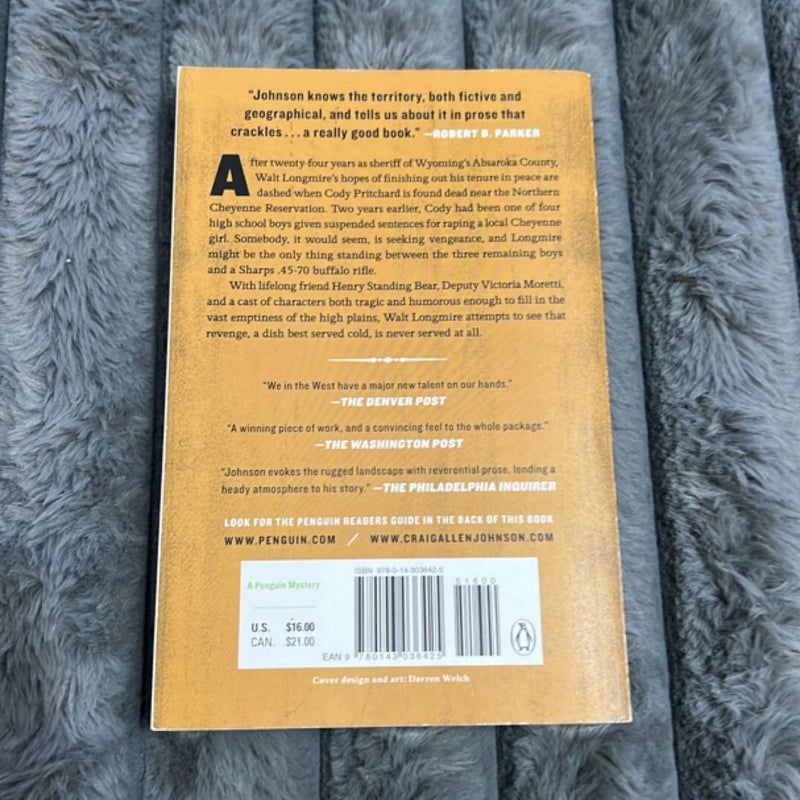 "Johnson knows the territory, both fictive and
geographical, and tells us about it in prose that
crackles . . . a really good book." —ROBERT B. PARKER
After twenty-four years as sheriff of Wyoming's Absaroka County,
Walt Longmire's hopes of finishing out his tenure in peace are
dashed when Cody Pritchard is found dead near the Northern
Cheyenne Reservation. Two years earlier, Cody had been one of four
high school boys given suspended sentences for raping a local Cheyenne
girl. Somebody, it would seem, is seeking vengeance, and Longmire
might be the only thing standing between the three remaining boys
and a Sharps .45-70 buffalo rifle.
With lifelong friend Henry Standing Bear, Deputy Victoria Moretti,
and a cast of characters both tragic and humorous enough to fill in the
vast emptiness of the high plains, Walt Longmire attempts to see that
revenge, a dish best served cold, is never served at all.
"We in the West have a major new talent on our hands."
—THE DENVER POST
"A winning piece of work, and a convincing feel to the whole package."
—THE WASHINGTON POST
"Johnson evokes the rugged landscape with reverential prose, lending a
heady atmosphere to his story." —THE PHILADELPHIA INQUIRER
LOOK FOR THE PENGUIN READERS GUIDE IN THE BACK OF THIS BOOK
WWW.PENGUIN.COM / WWW.CRAIGALLENJOHNSON.COM
A Penguin Mystery
ISBN 978-0-14-303642-5
51600
U.S. $16.00
CAN. $21.00
EAN 9 780143 036425
Cover design and art: Darren Welch